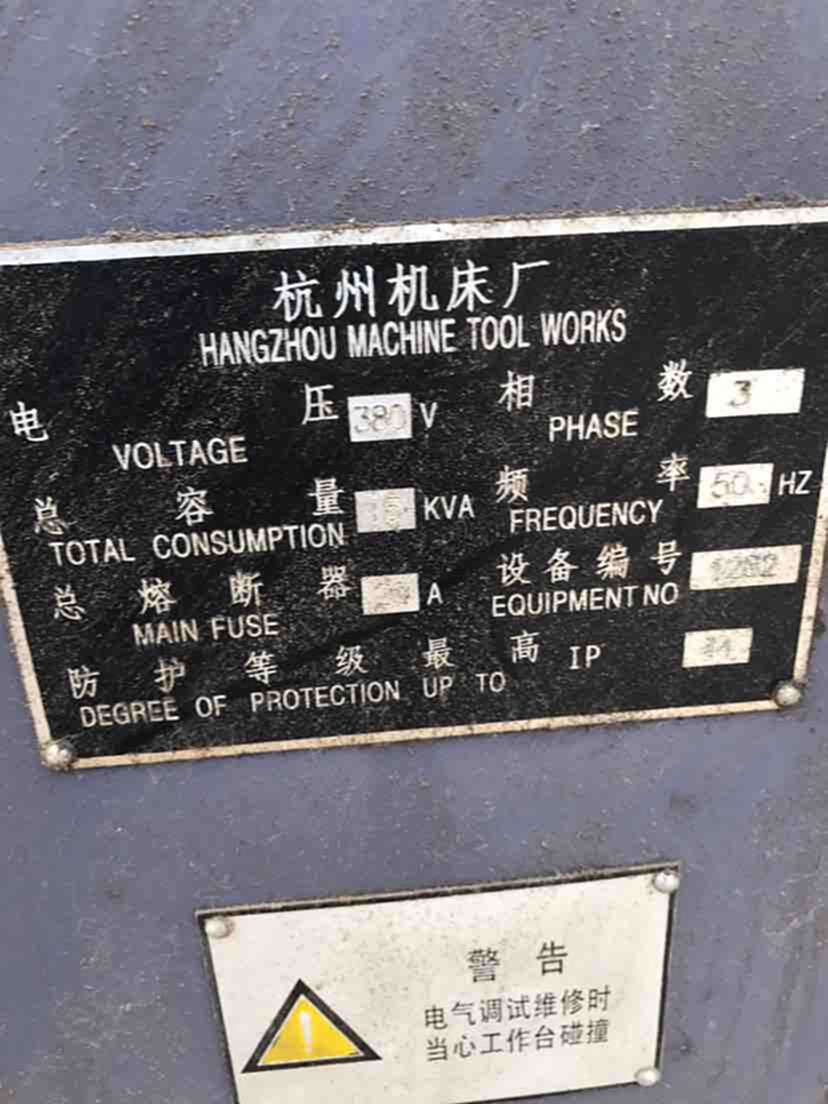 杭州机床厂
HANGZHOU MACHINE TOOL WORKS
电压 380 V 相数 3
VOLTAGE PHASE
总容量 KVA 频率 50 HZ
TOTAL CONSUMPTION FREQUENCY
总熔断器 A 设备编号
MAIN FUSE EQUIPMENT NO
防护等级最高 IP 44
DEGREE OF PROTECTION UP TO
警告
电气调试维修时
当心工作台碰撞